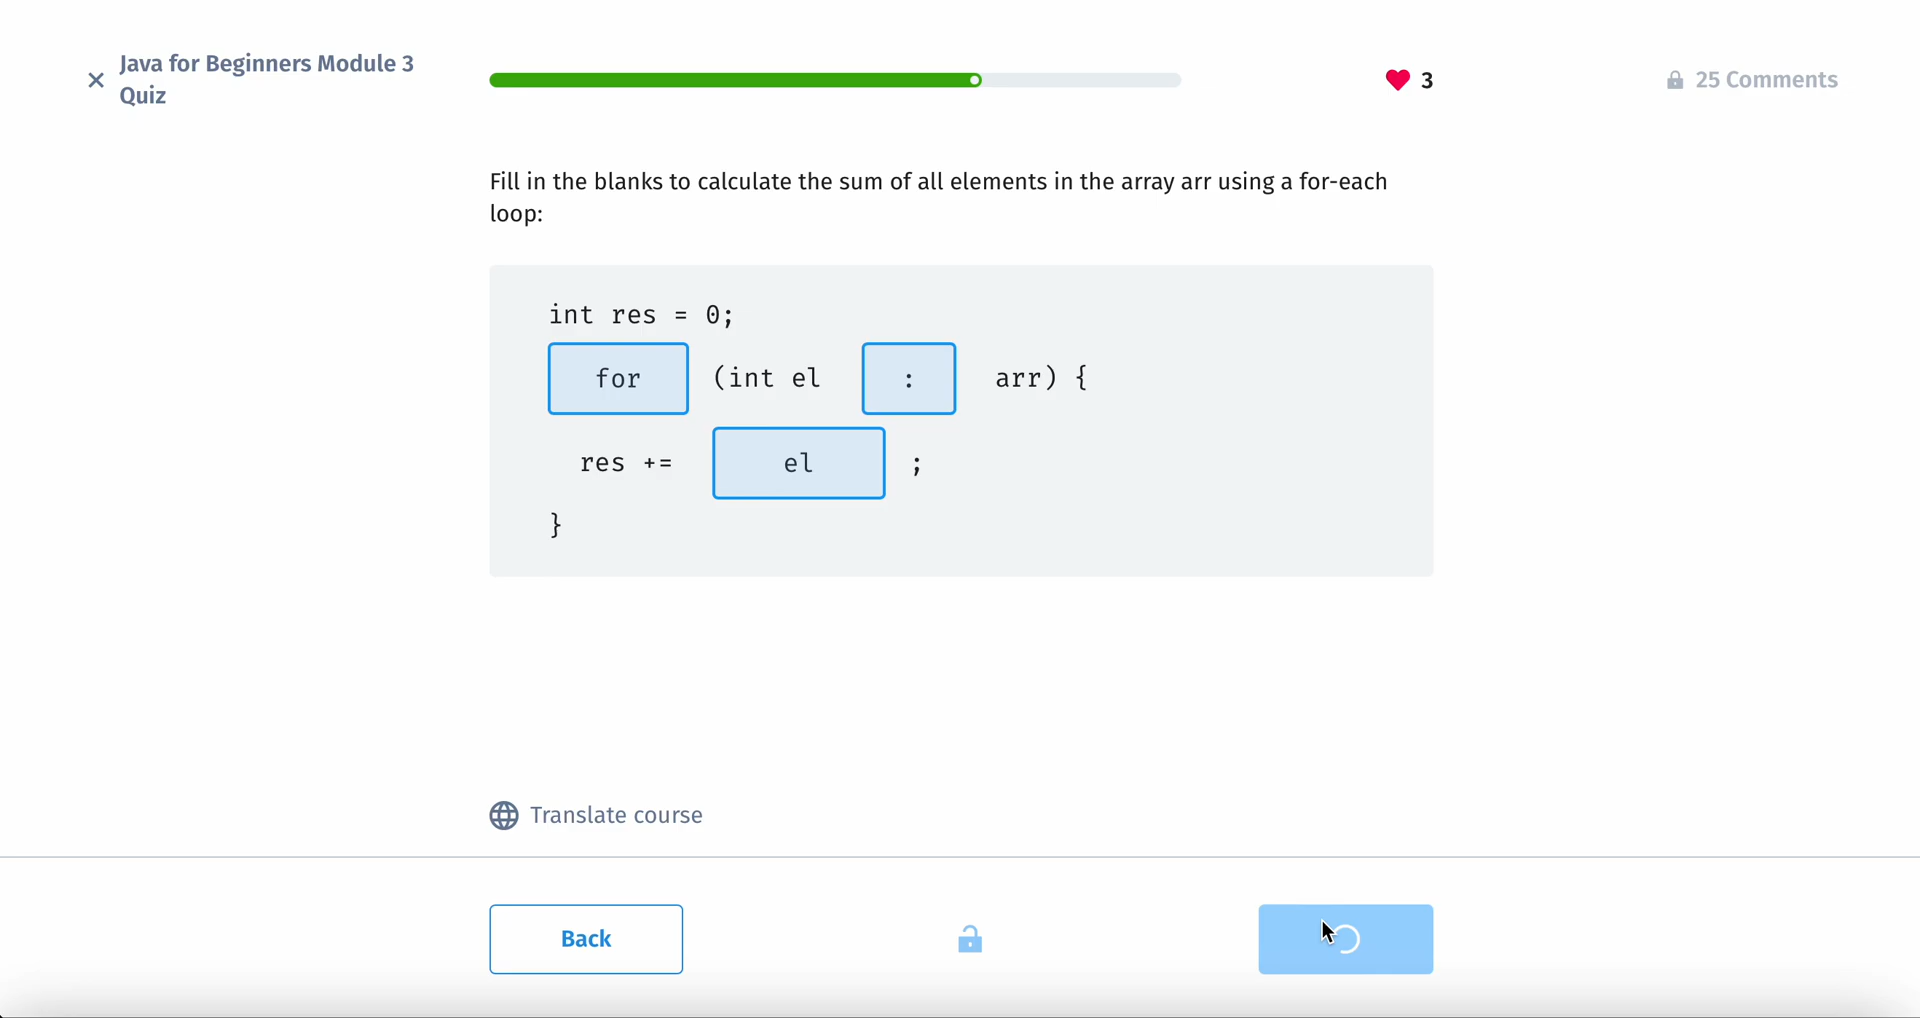 Java for Beginners Module 3
Quiz
3
25 Comments
Fill in the blanks to calculate the sum of all elements in the array arr using a for-each
loop:
int res = 0;
for (int el : arr) {
res += el ;
}
Translate course
Back